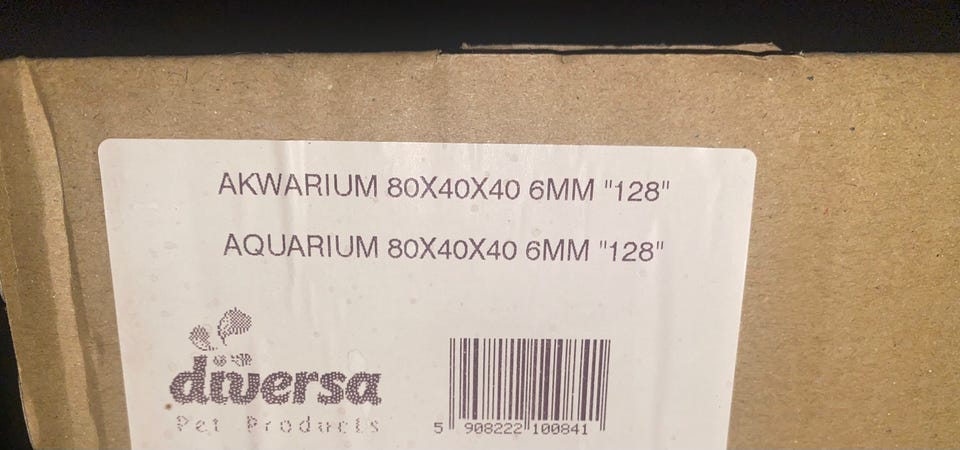 AKWARIUM 80X40X40 6MM "128"
AQUARIUM 80X40X40 6MM "128"
diversa
Pet Products
5 908222 100841